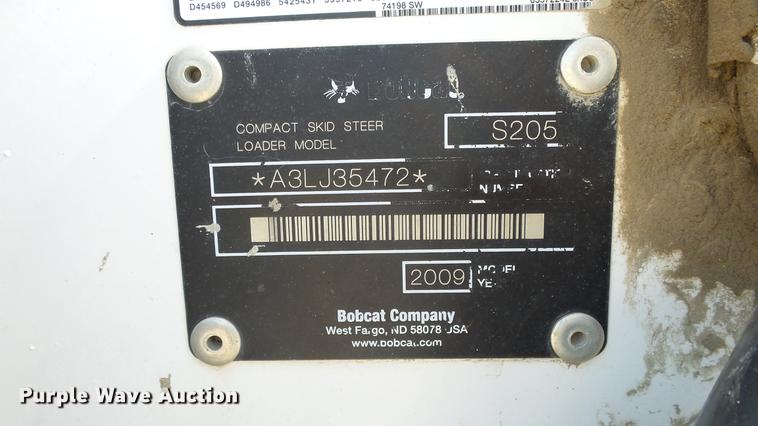 D454569 D494986 5425431
74198 SW
Bobcat
COMPACT SKID STEER
LOADER MODEL
S205
*A3LJ35472*
2009
MODEL
Bobcat Company
West Fargo, ND 58078 USA
www.bobcat.com
Purple Wave Auction